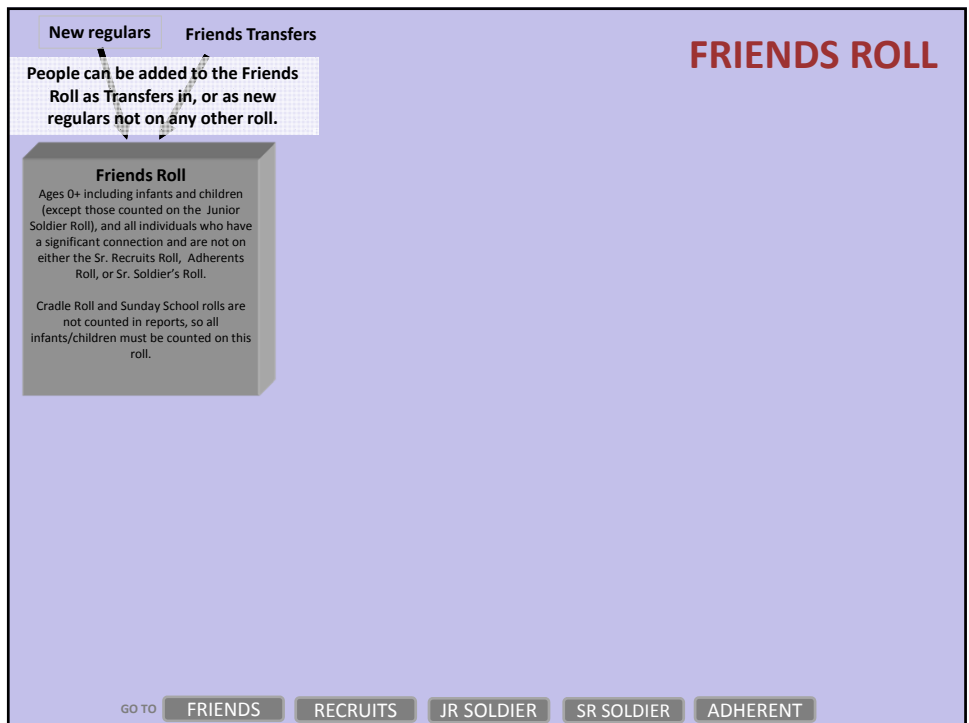 New regulars
Friends Transfers
FRIENDS ROLL
People can be added to the Friends
Roll as Transfers in, or as new
regulars not on any other roll.
Friends Roll
Ages 0+ including infants and children
(except those counted on the Junior
Soldier Roll), and all individuals who have
a significant connection and are not on
either the Sr. Recruits Roll, Adherents
Roll, or Sr. Soldier's Roll.
Cradle Roll and Sunday School rolls are
not counted in reports, so all
infants/children must be counted on this
roll.
GO TO FRIENDS RECRUITS JR SOLDIER SR SOLDIER ADHERENT